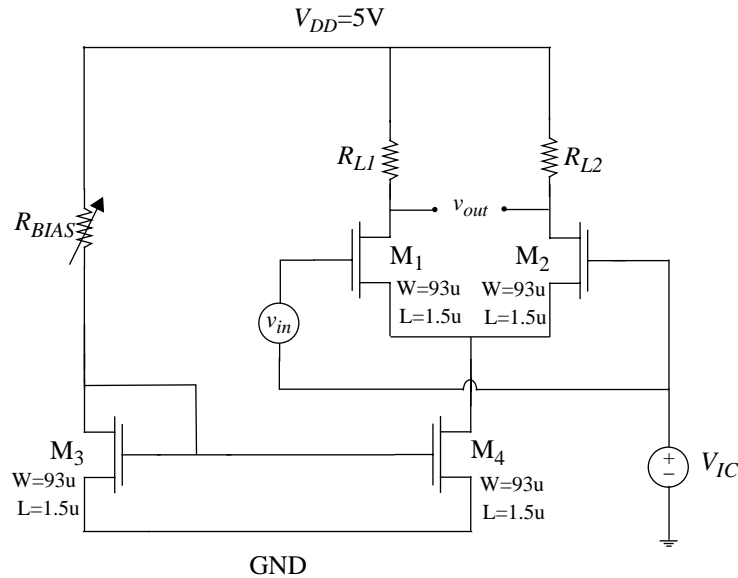 V_DD=5V
R_L1
R_L2
R_BIAS
v_out
M_1
M_2
W=93u
W=93u
L=1.5u
L=1.5u
v_in
M_3
M_4
W=93u
W=93u
L=1.5u
L=1.5u
+
−
V_IC
GND